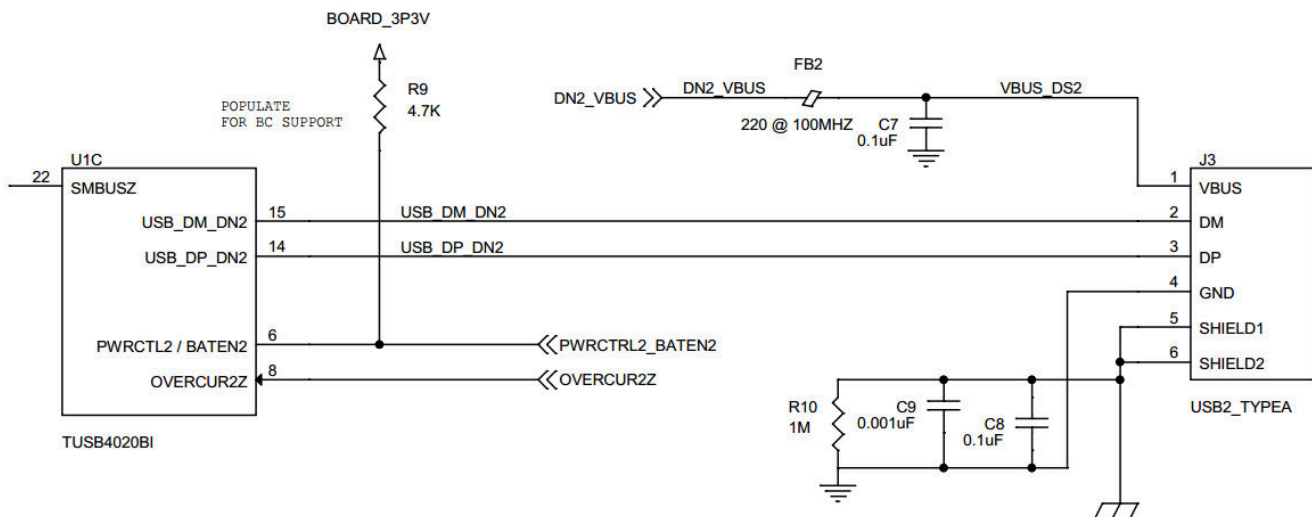 BOARD_3P3V
R9
4.7K
POPULATE
FOR BC SUPPORT
FB2
DN2_VBUS
DN2_VBUS
VBUS_DS2
220 @ 100MHZ
C7
0.1uF
U1C
22
SMBUSZ
USB_DM_DN2
15
USB_DM_DN2
USB_DP_DN2
14
USB_DP_DN2
PWRCTL2 / BATEN2
6
PWRCTRL2_BATEN2
OVERCUR2Z
8
OVERCUR2Z
TUSB4020BI
J3
1
VBUS
2
DM
3
DP
4
GND
5
SHIELD1
6
SHIELD2
USB2_TYPEA
R10
1M
C9
0.001uF
C8
0.1uF